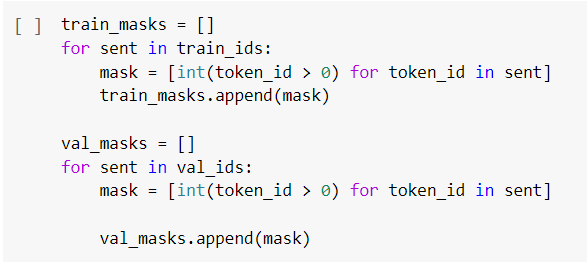 [ ] train_masks = []
for sent in train_ids:
    mask = [int(token_id > 0) for token_id in sent]
    train_masks.append(mask)

val_masks = []
for sent in val_ids:
    mask = [int(token_id > 0) for token_id in sent]

    val_masks.append(mask)